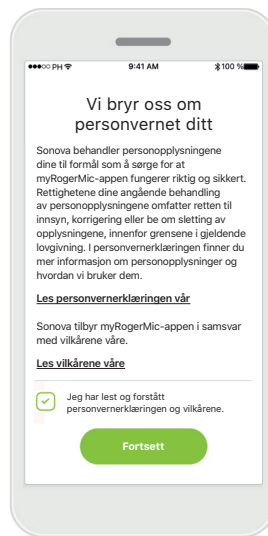 PH 9:41 AM 100 %
Vi bryr oss om
personvernet ditt
Sonova behandler personopplysningene
dine til formål som å sørge for at
myRogerMic-appen fungerer riktig og sikkert.
Rettighetene dine angående behandling
av personopplysningene omfatter retten til
innsyn, korrigering eller be om sletting av
opplysningene, innenfor grensene i gjeldende
lovgivning. I personvernerklæringen finner du
mer informasjon om personopplysninger og
hvordan vi bruker dem.
Les personvernerklæringen vår
Sonova tilbyr myRogerMic-appen i samsvar
med vilkårene våre.
Les vilkårene våre
Jeg har lest og forstått
personvernerklæringen og vilkårene.
Fortsett